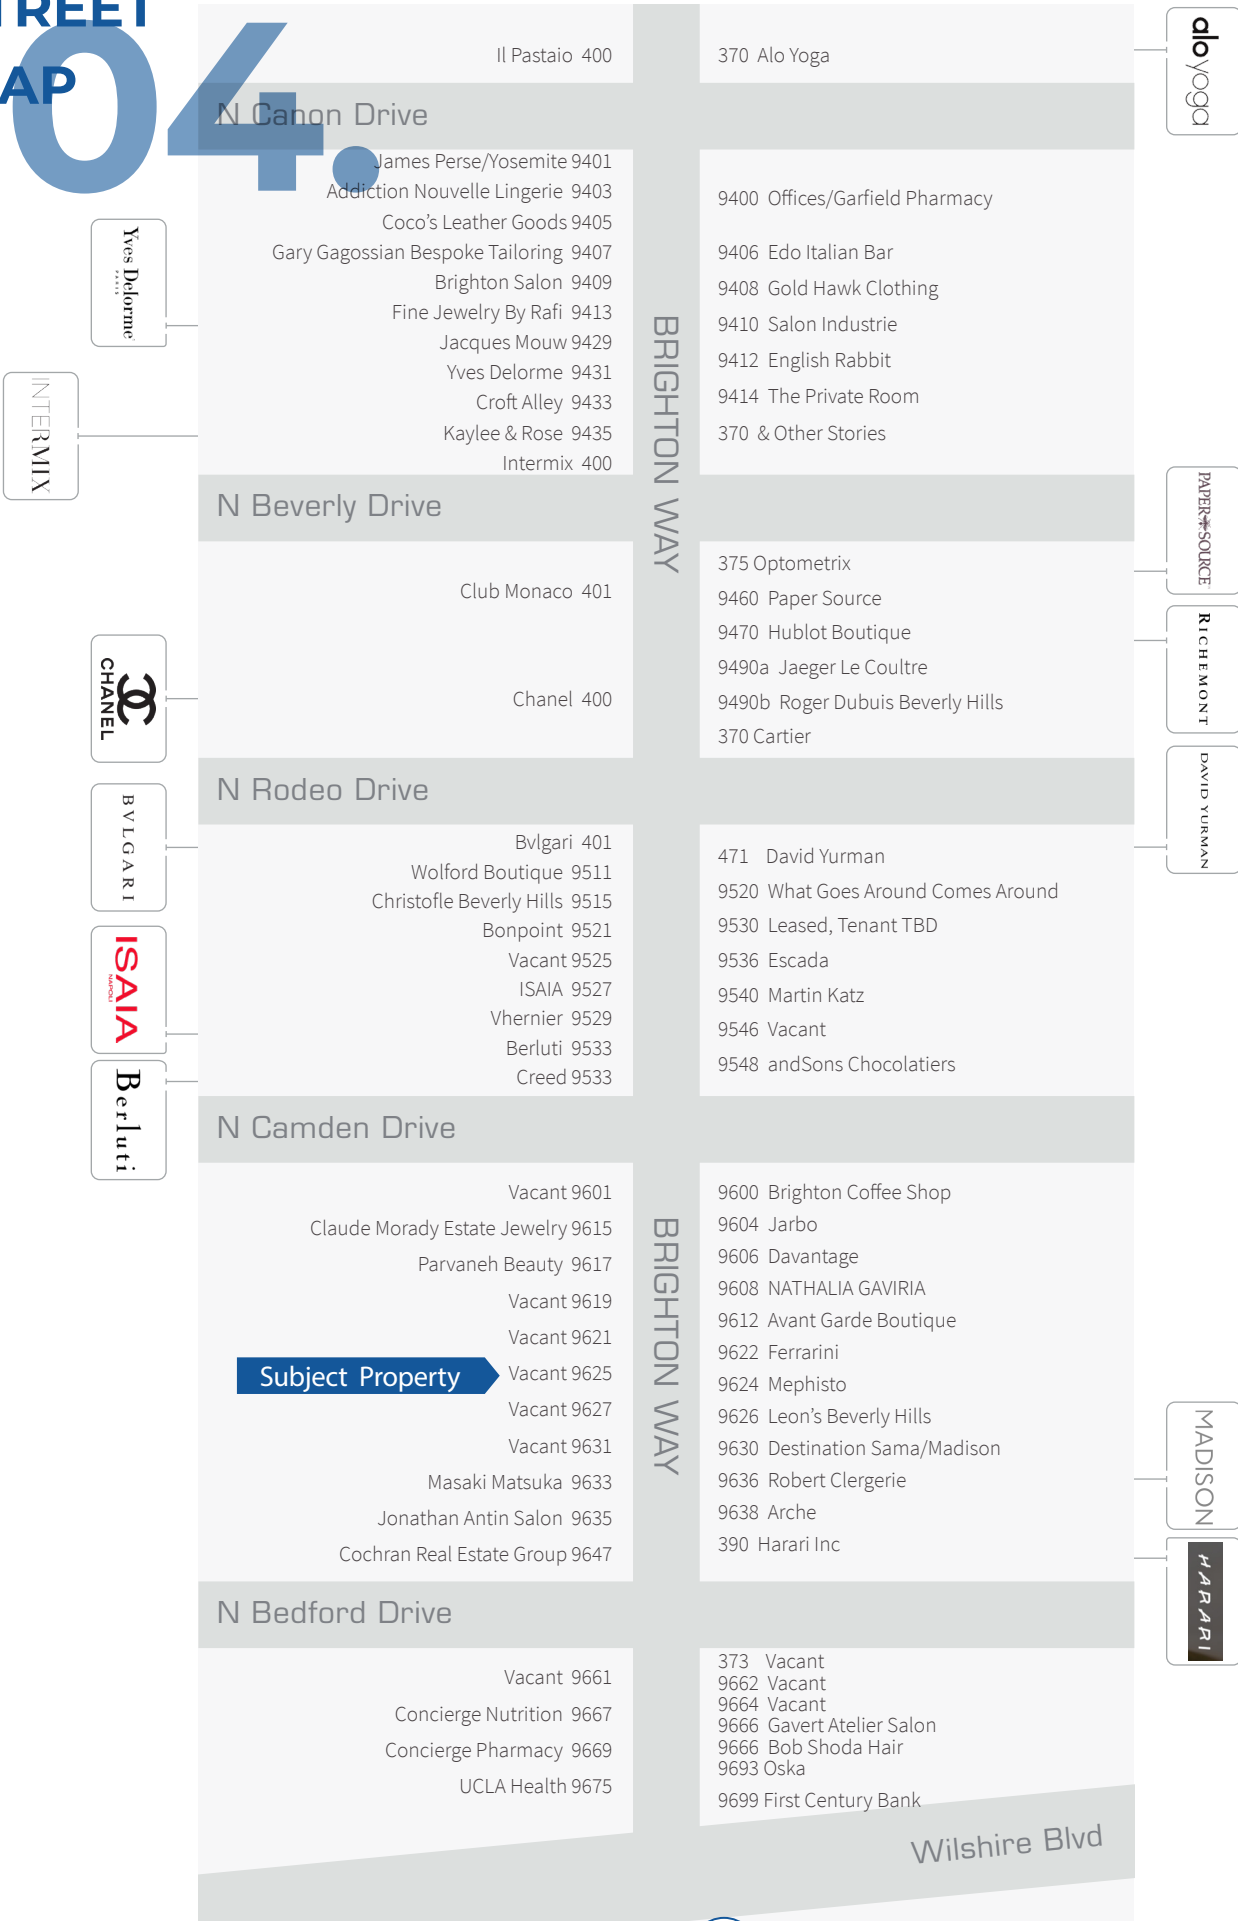 TREET
AP
04.
Il Pastaio 400
370 Alo Yoga
aloyoga
N Canon Drive
James Perse/Yosemite 9401
Addiction Nouvelle Lingerie 9403
Coco's Leather Goods 9405
Gary Gagossian Bespoke Tailoring 9407
Brighton Salon 9409
Fine Jewelry By Rafi 9413
Jacques Mouw 9429
Yves Delorme 9431
Croft Alley 9433
Kaylee & Rose 9435
Intermix 400
9400 Offices/Garfield Pharmacy
9406 Edo Italian Bar
9408 Gold Hawk Clothing
9410 Salon Industrie
9412 English Rabbit
9414 The Private Room
370 & Other Stories
Yves Delorme
PARIS
INTERMIX
BRIGHTON WAY
N Beverly Drive
Club Monaco 401
Chanel 400
375 Optometrix
9460 Paper Source
9470 Hublot Boutique
9490a Jaeger Le Coultre
9490b Roger Dubuis Beverly Hills
370 Cartier
PAPER SOURCE
RICHEMONT
CHANEL
N Rodeo Drive
Bvlgari 401
Wolford Boutique 9511
Christofle Beverly Hills 9515
Bonpoint 9521
Vacant 9525
ISAIA 9527
Vhernier 9529
Berluti 9533
Creed 9533
471 David Yurman
9520 What Goes Around Comes Around
9530 Leased, Tenant TBD
9536 Escada
9540 Martin Katz
9546 Vacant
9548 andSons Chocolatiers
DAVID YURMAN
BVLGARI
ISAIA
NAPOLI
Berluti
N Camden Drive
Vacant 9601
Claude Morady Estate Jewelry 9615
Parvaneh Beauty 9617
Vacant 9619
Vacant 9621
Subject Property
Vacant 9625
Vacant 9627
Vacant 9631
Masaki Matsuka 9633
Jonathan Antin Salon 9635
Cochran Real Estate Group 9647
BRIGHTON WAY
9600 Brighton Coffee Shop
9604 Jarbo
9606 Davantage
9608 NATHALIA GAVIRIA
9612 Avant Garde Boutique
9622 Ferrarini
9624 Mephisto
9626 Leon's Beverly Hills
9630 Destination Sama/Madison
9636 Robert Clergerie
9638 Arche
390 Harari Inc
MADISON
HARARI
N Bedford Drive
Vacant 9661
Concierge Nutrition 9667
Concierge Pharmacy 9669
UCLA Health 9675
373 Vacant
9662 Vacant
9664 Vacant
9666 Gavert Atelier Salon
9666 Bob Shoda Hair
9693 Oska
9699 First Century Bank
Wilshire Blvd